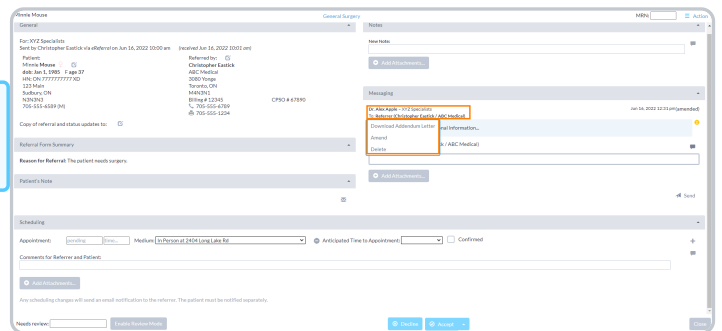 Minnie Mouse
General Surgery
MRN:
Action
General
For: XYZ Specialists
Sent by Christopher Eastick via eReferral on Jun 16, 2022 10:00 am (received Jun 16, 2022 10:01 am)
Patient:
Minnie Mouse
dob: Jan 1, 1985 F age 37
HN: ON 7777777777 XD
123 Main
Sudbury, ON
N3N3N3
705-555-6589 (M)
Referred by:
Christopher Eastick
ABC Medical
3080 Yonge
Toronto, ON
M4N3N1
Billing # 12345
CPSO # 67890
705-555-6789
705-555-1234
Copy of referral and status updates to:
Referral Form Summary
Reason for Referral: The patient needs surgery.
Patient's Note
Notes
New Note:
Add Attachments...
Messaging
Dr. Alex Apple - XYZ Specialists
To: Referrer (Christopher Eastick / ABC Medical)
Jun 16, 2022 12:31 pm (amended)
Download Addendum Letter
Amend
Delete
nal information...
k / ABC Medical)
Add Attachments...
Send
Scheduling
Appointment: pending time... Medium: In Person at 2404 Long Lake Rd Anticipated Time to Appointment: Confirmed
Comments for Referrer and Patient:
Add Attachments...
Any scheduling changes will send an email notification to the referrer. The patient must be notified separately.
Needs review:
Enable Review Mode
Decline
Accept
Close